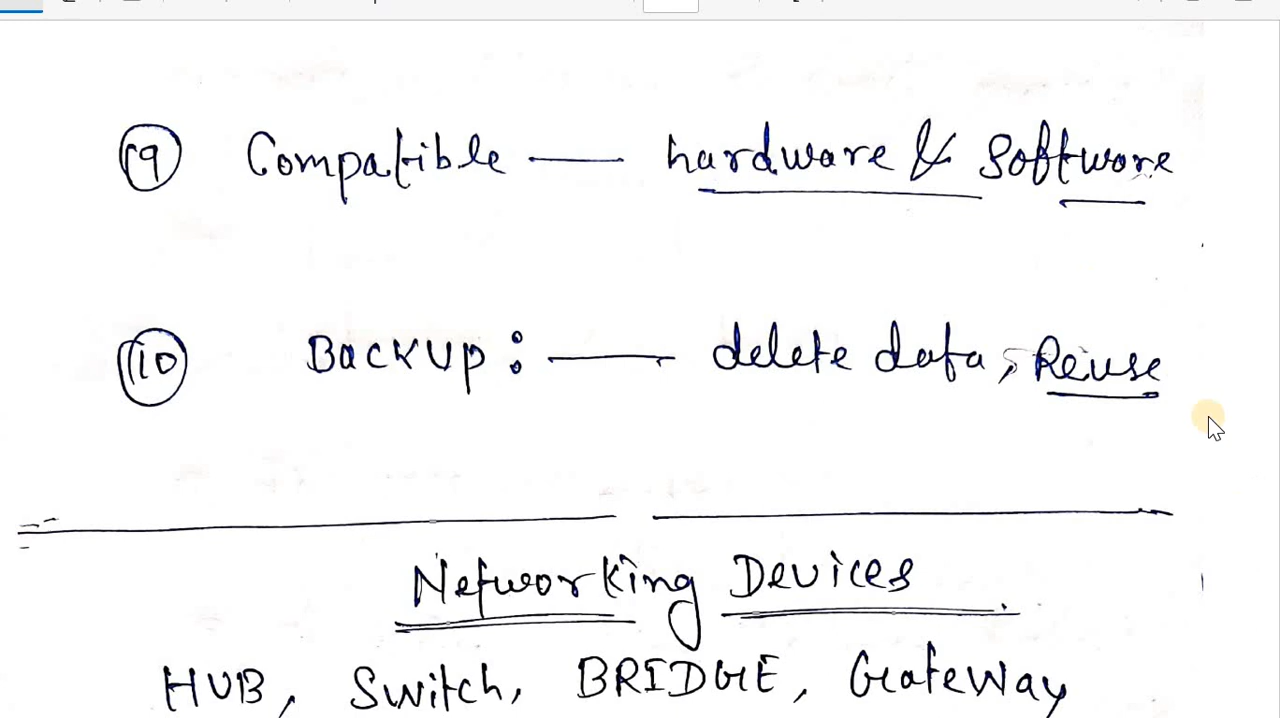 (9) Compatible — hardware & Software
(10) Backup : — delete data, Reuse
Networking Devices
HUB, Switch, BRIDGE, GateWay